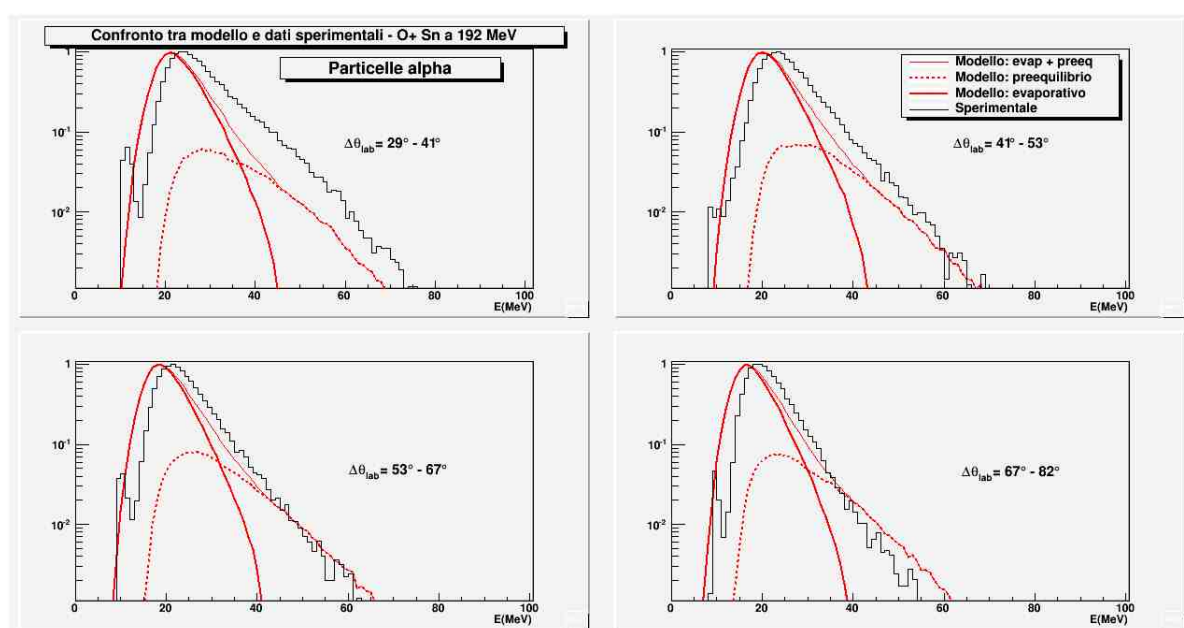 Confronto tra modello e dati sperimentali - O+ Sn a 192 MeV
Particelle alpha
1
10⁻¹
10⁻²
Δθlab= 29° - 41°
0 20 40 60 80 100
E(MeV)
Modello: evap + preeq
Modello: preequilibrio
Modello: evaporativo
Sperimentale
1
10⁻¹
10⁻²
Δθlab= 41° - 53°
0 20 40 60 80 100
E(MeV)
1
10⁻¹
10⁻²
Δθlab= 53° - 67°
0 20 40 60 80 100
E(MeV)
1
10⁻¹
10⁻²
Δθlab= 67° - 82°
0 20 40 60 80 100
E(MeV)